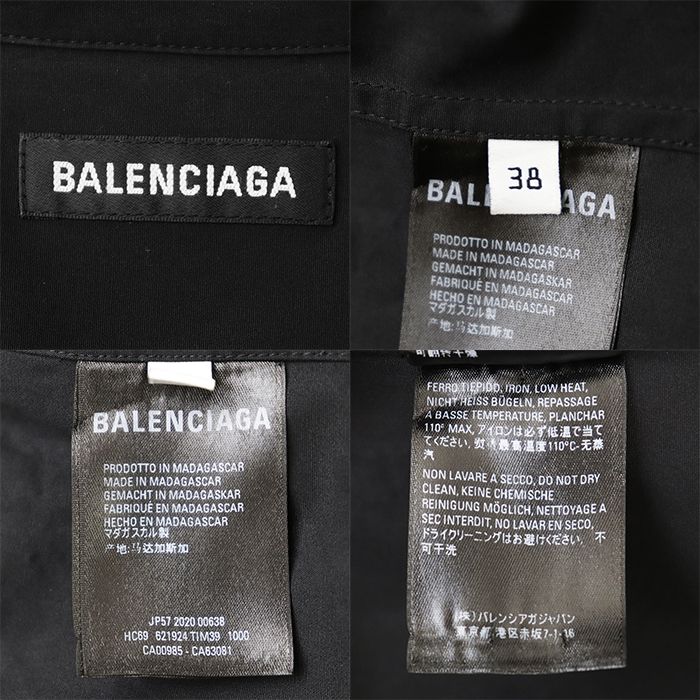 BALENCIAGA
38
BAL AGA
PRODOTTO IN MADAGASCAR
MADE IN MADAGASCAR
GEMACHT IN MADAGASKAR
FABRIQUÉ EN MADAGASCAR
HECHO EN MADAGASCAR
マダガスカル製
产地:马达加斯加
BALENCIAGA
PRODOTTO IN MADAGASCAR
MADE IN MADAGASCAR
GEMACHT IN MADAGASKAR
FABRIQUÉ EN MADAGASCAR
HECHO EN MADAGASCAR
マダガスカル製
产地:马达加斯加
JP57 2020 00638
HC69 621924 TIM39 1000
CA00985 - CA63081
可翻转干燥
FERRO TIEPIDO, IRON, LOW HEAT,
NICHT HEISS BÜGELN, REPASSAGE
A BASSE TEMPERATURE, PLANCHAR
110° MAX, アイロンは必ず低温で当て
てください, 熨斗最高温度110°C-无蒸
汽
NON LAVARE A SECCO, DO NOT DRY
CLEAN, KEINE CHEMISCHE
REINIGUNG MÖGLICH, NETTOYAGE A
SEC INTERDIT, NO LAVAR EN SECO,
ドライクリーニングはお避けください, 不
可干洗
(株)バレンシアガジャパン
東京都 港区赤坂7-1-16